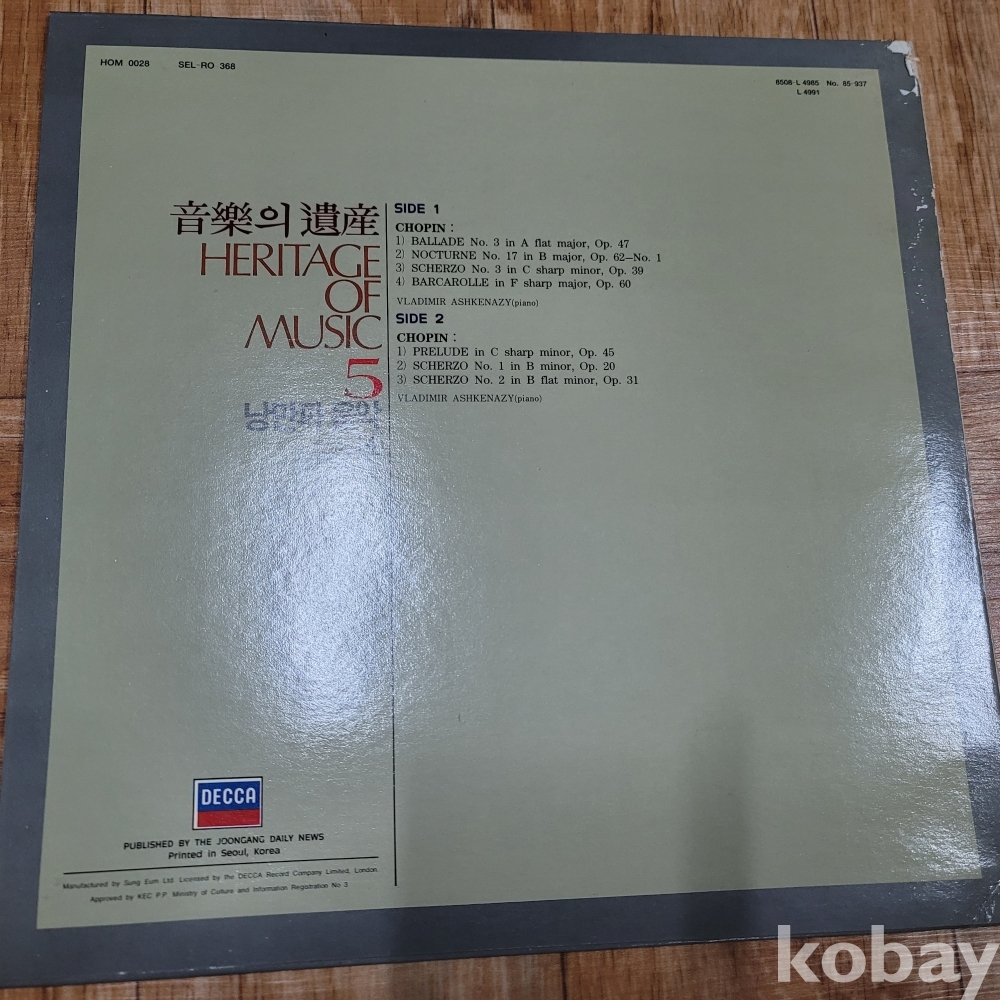 HOM 0028 SEL-RO 368
8508-L 4985 No. 85-937
L 4991
音樂의 遺産
HERITAGE
OF
MUSIC
5
낭만파 음악
SIDE 1
CHOPIN :
1) BALLADE No. 3 in A flat major, Op. 47
2) NOCTURNE No. 17 in B major, Op. 62—No. 1
3) SCHERZO No. 3 in C sharp minor, Op. 39
4) BARCAROLLE in F sharp major, Op. 60
VLADIMIR ASHKENAZY(piano)
SIDE 2
CHOPIN :
1) PRELUDE in C sharp minor, Op. 45
2) SCHERZO No. 1 in B minor, Op. 20
3) SCHERZO No. 2 in B flat minor, Op. 31
VLADIMIR ASHKENAZY(piano)
DECCA
PUBLISHED BY THE JOONGANG DAILY NEWS
Printed in Seoul, Korea
Manufactured by Sung Eum Ltd. Licensed by the DECCA Record Company Limited, London.
Approved by KEC P.P. Ministry of Culture and Information Registration No 3
kobay